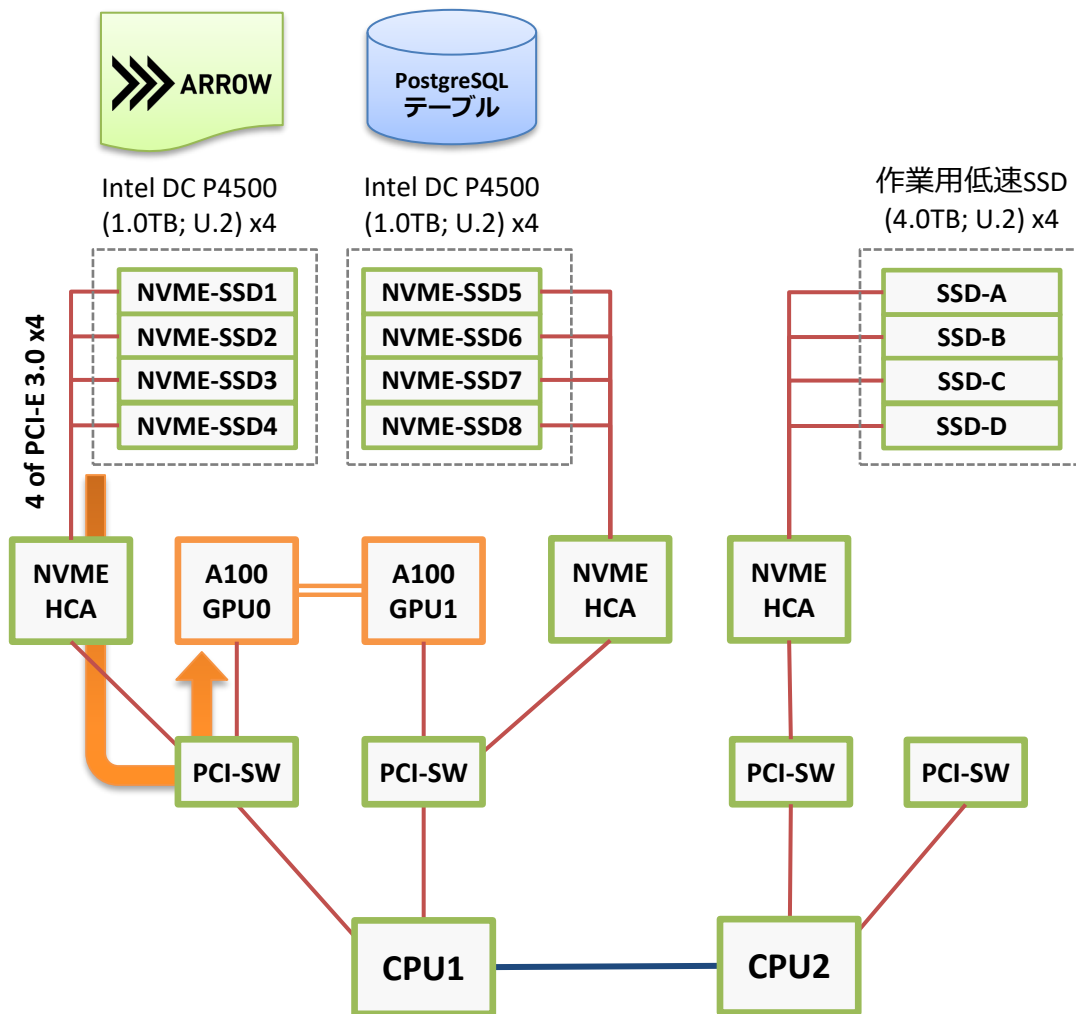 ARROW
PostgreSQL
テーブル
Intel DC P4500
(1.0TB; U.2) x4
Intel DC P4500
(1.0TB; U.2) x4
作業用低速SSD
(4.0TB; U.2) x4
4 of PCI-E 3.0 x4
NVME-SSD1
NVME-SSD2
NVME-SSD3
NVME-SSD4
NVME-SSD5
NVME-SSD6
NVME-SSD7
NVME-SSD8
SSD-A
SSD-B
SSD-C
SSD-D
NVME
HCA
A100
GPU0
A100
GPU1
NVME
HCA
NVME
HCA
PCI-SW
PCI-SW
PCI-SW
PCI-SW
CPU1
CPU2